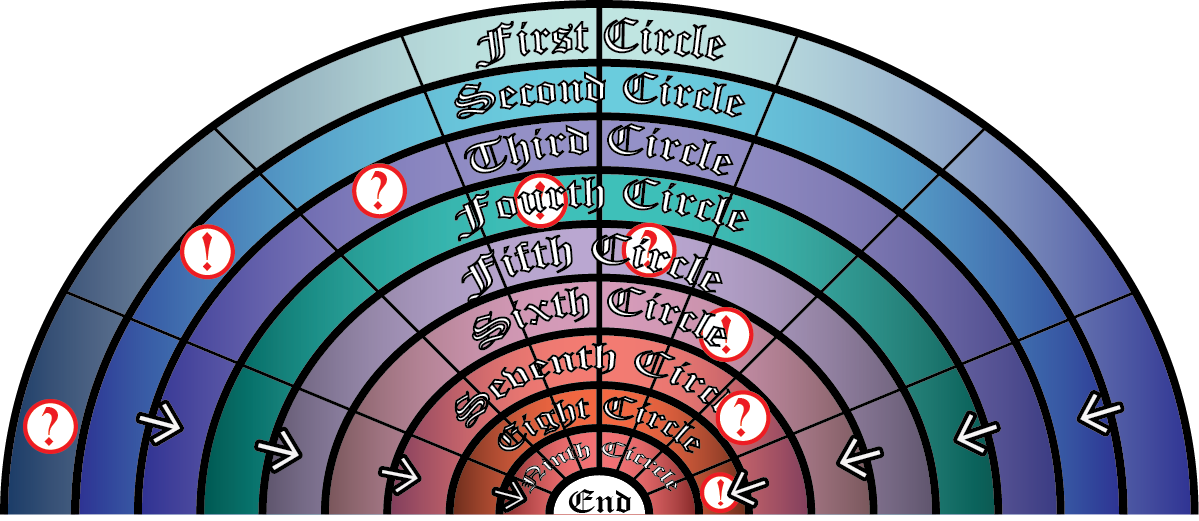 First Circle
Second Circle
?
Third Circle
Fourth Circle
!
!
?
Fifth Circle
Sixth Circle
!
Seventh Circle
?
?
Eight Circle
Ninth Circle
!
End